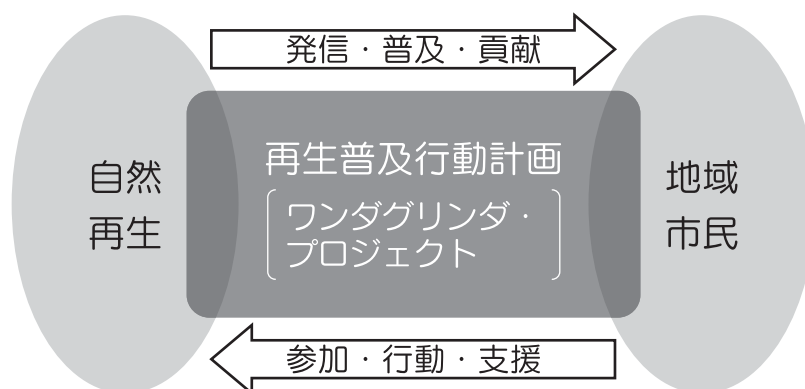 発信・普及・貢献
自然
再生
再生普及行動計画
ワンダグリンダ・
プロジェクト
地域
市民
参加・行動・支援